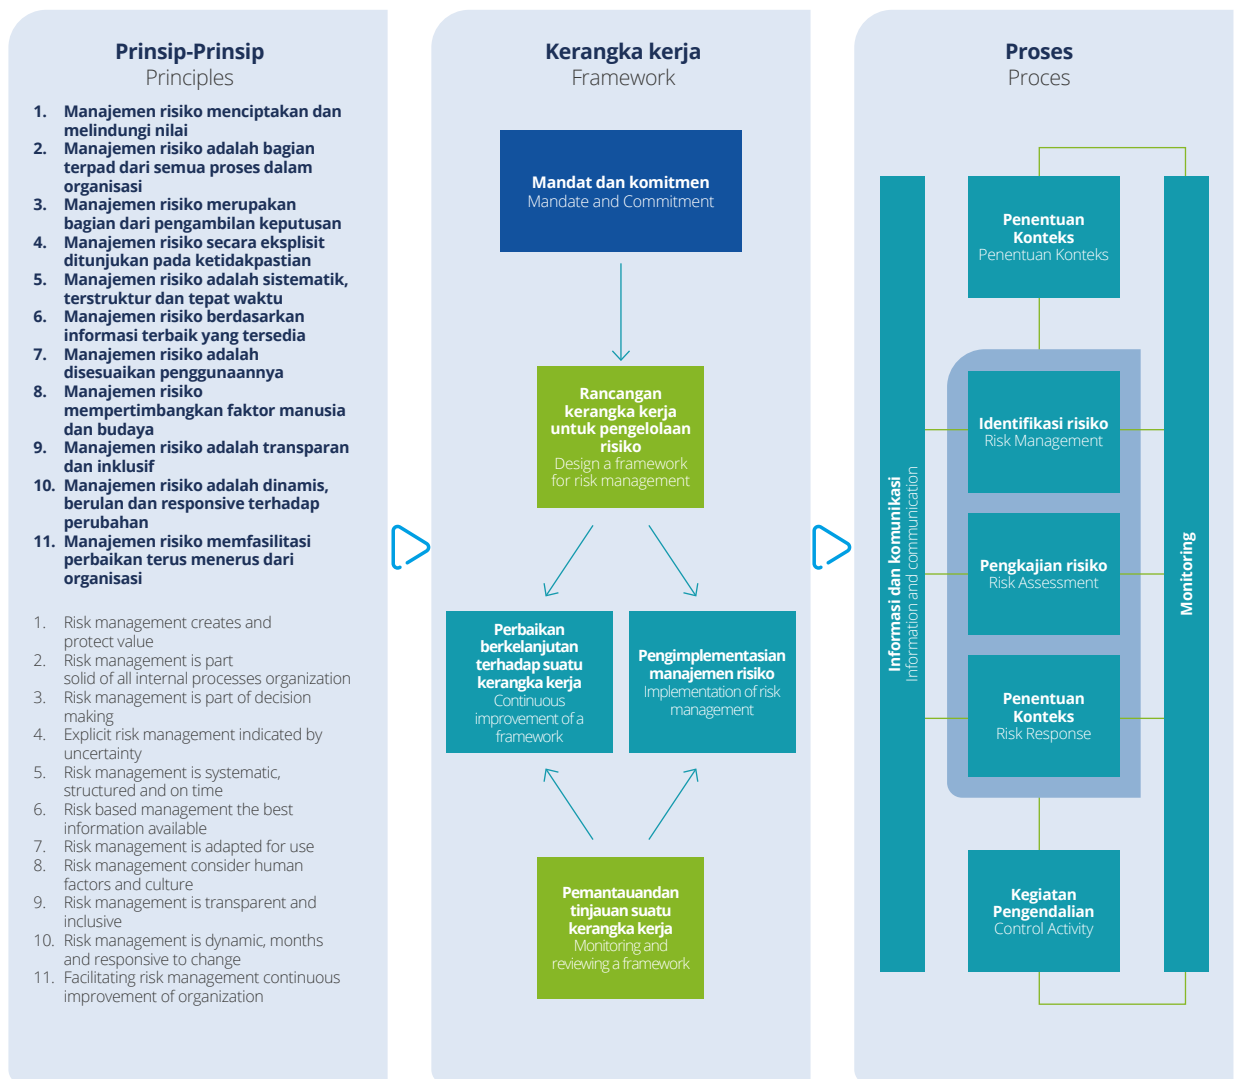 Prinsip-Prinsip
Principles
1. Manajemen risiko menciptakan dan
melindungi nilai
2. Manajemen risiko adalah bagian
terpad dari semua proses dalam
organisasi
3. Manajemen risiko merupakan
bagian dari pengambilan keputusan
4. Manajemen risiko secara eksplisit
ditunjukan pada ketidakpastian
5. Manajemen risiko adalah sistematik,
terstruktur dan tepat waktu
6. Manajemen risiko berdasarkan
informasi terbaik yang tersedia
7. Manajemen risiko adalah
disesuaikan penggunaannya
8. Manajemen risiko
mempertimbangkan faktor manusia
dan budaya
9. Manajemen risiko adalah transparan
dan inklusif
10. Manajemen risiko adalah dinamis,
berulan dan responsive terhadap
perubahan
11. Manajemen risiko memfasilitasi
perbaikan terus menerus dari
organisasi
1. Risk management creates and
protect value
2. Risk management is part
solid of all internal processes organization
3. Risk management is part of decision
making
4. Explicit risk management indicated by
uncertainty
5. Risk management is systematic,
structured and on time
6. Risk based management the best
information available
7. Risk management is adapted for use
8. Risk management consider human
factors and culture
9. Risk management is transparent and
inclusive
10. Risk management is dynamic, months
and responsive to change
11. Facilitating risk management continuous
improvement of organization
Kerangka kerja
Framework
Mandat dan komitmen
Mandate and Commitment
Rancangan
kerangka kerja
untuk pengelolaan
risiko
Design a framework
for risk management
Perbaikan
berkelanjutan
terhadap suatu
kerangka kerja
Continuous
improvement of a
framework
Pengimplementasian
manajemen risiko
Implementation of risk
management
Pemantauandan
tinjauan suatu
kerangka kerja
Monitoring and
reviewing a framework
Proses
Proces
Informasi dan komunikasi
Information and communication
Penentuan
Konteks
Penentuan Konteks
Identifikasi risiko
Risk Management
Pengkajian risiko
Risk Assessment
Penentuan
Konteks
Risk Response
Kegiatan
Pengendalian
Control Activity
Monitoring